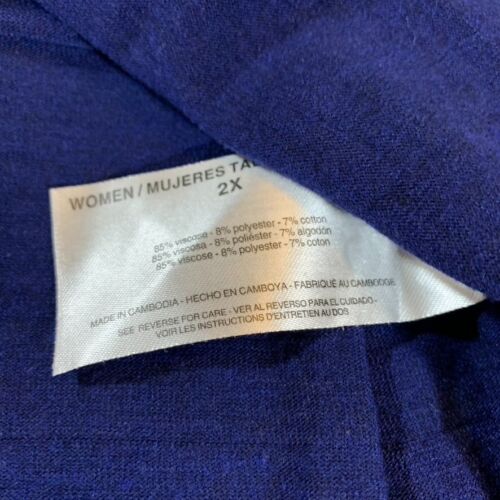 WOMEN / MUJERES TA
2X
85% viscosa - 8% polyester - 7% cotton
85% viscosa - 8% poliéster - 7% algodón
85% viscose - 8% polyester - 7% coton
MADE IN CAMBODIA - HECHO EN CAMBOYA - FABRIQUÉ AU CAMBODGE
SEE REVERSE FOR CARE - VER AL REVERSO PARA EL CUIDADO -
VOIR LES INSTRUCTIONS D'ENTRETIEN AU DOS